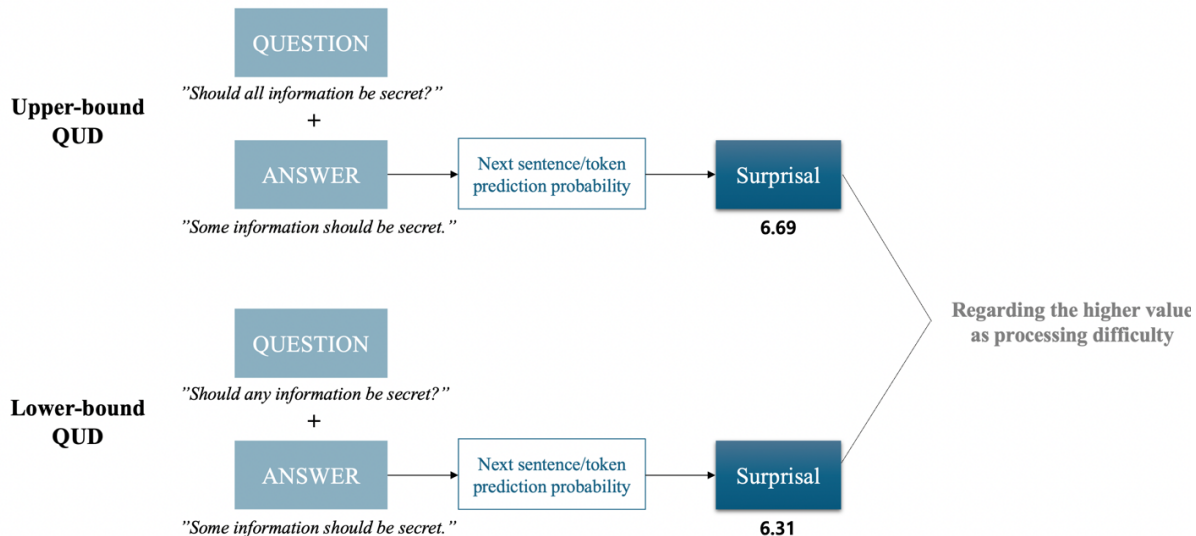 QUESTION
"Should all information be secret?"
Upper-bound
QUD
+
ANSWER
Next sentence/token
prediction probability
Surprisal
"Some information should be secret."
6.69
Regarding the higher value
as processing difficulty
QUESTION
"Should any information be secret?"
Lower-bound
QUD
+
ANSWER
Next sentence/token
prediction probability
Surprisal
"Some information should be secret."
6.31